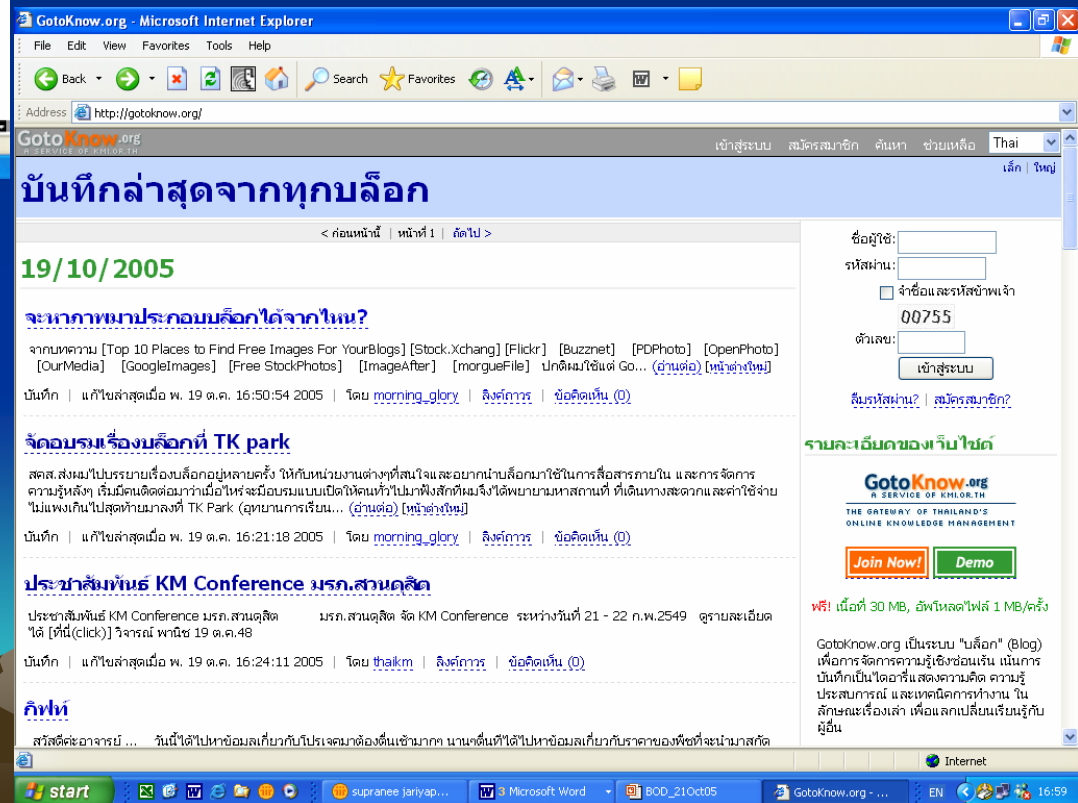 GotoKnow.org - Microsoft Internet Explorer
File Edit View Favorites Tools Help
Back Search Favorites
Address http://gotoknow.org/
GotoKnow.org
A SERVICE OF KMI.OR.TH
เข้าสู่ระบบ สมัครสมาชิก ค้นหา ช่วยเหลือ Thai
เล็ก | ใหญ่
บันทึกล่าสุดจากทุกบล็อก
< ก่อนหน้านี้ | หน้าที่ 1 | ถัดไป >
19/10/2005
จะหาภาพมาประกอบบล็อกได้จากไหน?
จากบทความ [Top 10 Places to Find Free Images For YourBlogs] [Stock.Xchang] [Flickr] [Buzznet] [PDPhoto] [OpenPhoto]
[OurMedia] [GoogleImages] [Free StockPhotos] [ImageAfter] [morgueFile] ปกติผมใช้แต่ Go... (อ่านต่อ) [หน้าต่างใหม่]
บันทึก | แก้ไขล่าสุดเมื่อ พ. 19 ต.ค. 16:50:54 2005 | โดย morning_glory | ลิงค์ถาวร | ข้อคิดเห็น (0)
จัดอบรมเรื่องบล็อกที่ TK park
สคส.ส่งผมไปบรรยายเรื่องบล็อกอยู่หลายครั้ง ให้กับหน่วยงานต่างๆที่สนใจและอยากนำบล็อกมาใช้ในการสื่อสารภายใน และการจัดการ
ความรู้หลังๆ เริ่มมีคนติดต่อมาว่าเมื่อไหร่จะมีอบรมแบบเปิดให้คนทั่วไปมาฟังสักทีผมจึงได้พยายามหาสถานที่ ที่เดินทางสะดวกและค่าใช้จ่าย
ไม่แพงเกินไปสุดท้ายมาลงที่ TK Park (อุทยานการเรียน... (อ่านต่อ) [หน้าต่างใหม่]
บันทึก | แก้ไขล่าสุดเมื่อ พ. 19 ต.ค. 16:21:18 2005 | โดย morning_glory | ลิงค์ถาวร | ข้อคิดเห็น (0)
ประชาสัมพันธ์ KM Conference มรภ.สวนดุสิต
ประชาสัมพันธ์ KM Conference มรภ.สวนดุสิต มรภ.สวนดุสิต จัด KM Conference ระหว่างวันที่ 21 - 22 ก.พ.2549 ดูรายละเอียด
ได้ [ที่นี่(click)] วิจารณ์ พานิช 19 ต.ค.48
บันทึก | แก้ไขล่าสุดเมื่อ พ. 19 ต.ค. 16:24:11 2005 | โดย thaikm | ลิงค์ถาวร | ข้อคิดเห็น (0)
กิฟท์
สวัสดีค่ะอาจารย์ ... วันนี้ได้ไปหาข้อมูลเกี่ยวกับโปรเจคมาต้องตื่นเช้ามากๆ นานๆตื่นทีได้ไปหาข้อมูลเกี่ยวกับราคาของพืชที่จะนำมาสกัด
ชื่อผู้ใช้:
รหัสผ่าน:
จำชื่อและรหัสข้าพเจ้า
00755
ตัวเลข:
เข้าสู่ระบบ
ลืมรหัสผ่าน? | สมัครสมาชิก?
รายละเอียดของเว็บไซต์
GotoKnow.org
A SERVICE OF KMI.OR.TH
THE GATEWAY OF THAILAND'S
ONLINE KNOWLEDGE MANAGEMENT
Join Now! Demo
ฟรี! เนื้อที่ 30 MB, อัพโหลดไฟล์ 1 MB/ครั้ง
GotoKnow.org เป็นระบบ "บล็อก" (Blog)
เพื่อการจัดการความรู้เชิงซ่อนเร้น เน้นการ
บันทึกเป็นไดอารี่แสดงความคิด ความรู้
ประสบการณ์ และเทคนิคการทำงาน ใน
ลักษณะเรื่องเล่า เพื่อแลกเปลี่ยนเรียนรู้กับ
ผู้อื่น
Internet
start supranee jariyap... 3 Microsoft Word BOD_21Oct05 GotoKnow.org - ... EN 16:59